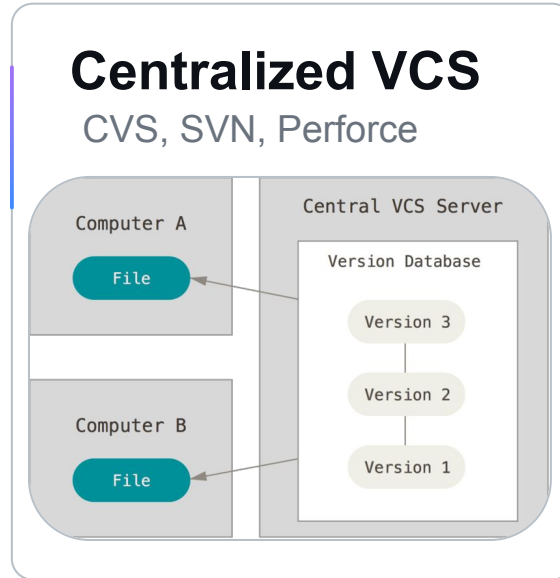 Centralized VCS
CVS, SVN, Perforce
Computer A
File
Computer B
File
Central VCS Server
Version Database
Version 3
Version 2
Version 1